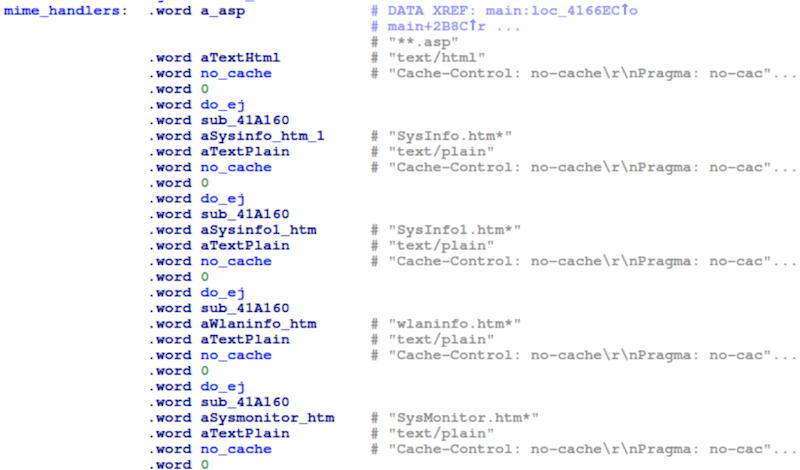 mime_handlers: .word a_asp # DATA XREF: main:loc_4166EC↑o
# main+2B8C↑r ...
# "**.asp"
.word aTextHtml # "text/html"
.word no_cache # "Cache-Control: no-cache\r\nPragma: no-cac"...
.word 0
.word do_ej
.word sub_41A160
.word aSysinfo_htm_1 # "SysInfo.htm*"
.word aTextPlain # "text/plain"
.word no_cache # "Cache-Control: no-cache\r\nPragma: no-cac"...
.word 0
.word do_ej
.word sub_41A160
.word aSysinfo1_htm # "SysInfo1.htm*"
.word aTextPlain # "text/plain"
.word no_cache # "Cache-Control: no-cache\r\nPragma: no-cac"...
.word 0
.word do_ej
.word sub_41A160
.word aWlaninfo_htm # "wlaninfo.htm*"
.word aTextPlain # "text/plain"
.word no_cache # "Cache-Control: no-cache\r\nPragma: no-cac"...
.word 0
.word do_ej
.word sub_41A160
.word aSysmonitor_htm # "SysMonitor.htm*"
.word aTextPlain # "text/plain"
.word no_cache # "Cache-Control: no-cache\r\nPragma: no-cac"...
.word 0